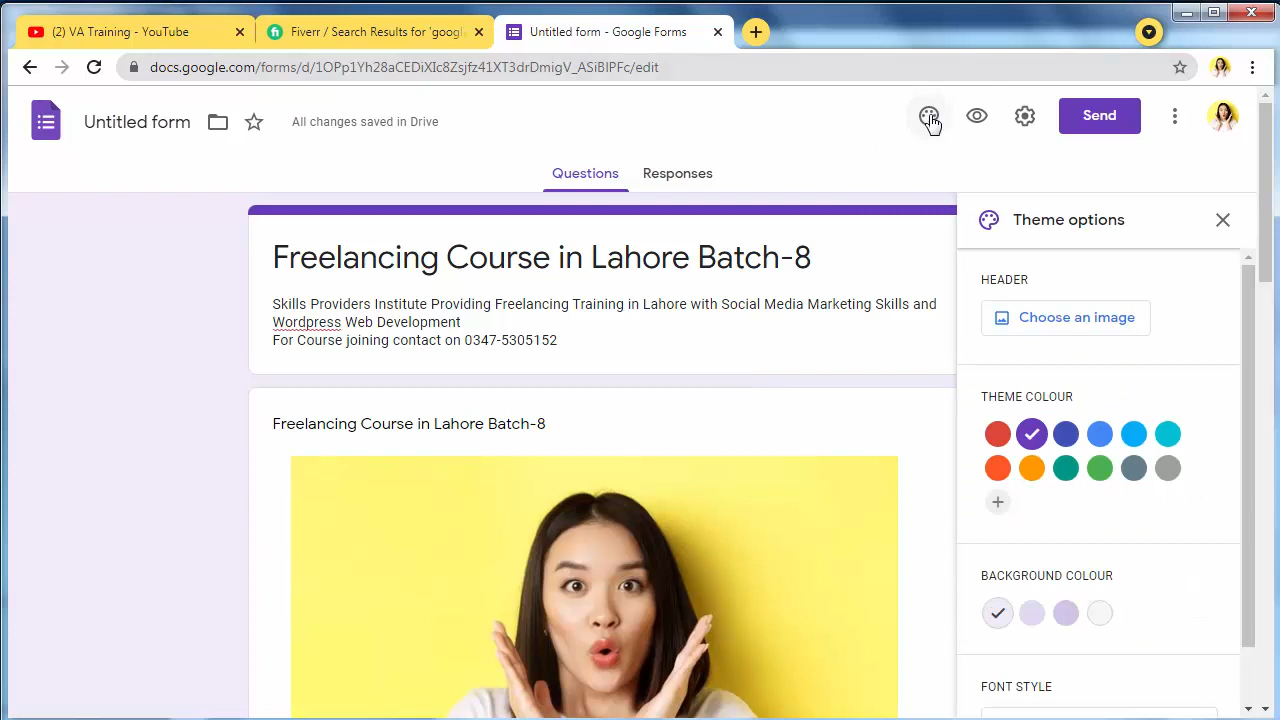 (2) VA Training - YouTube
Fiverr / Search Results for 'googl
Untitled form - Google Forms
docs.google.com/forms/d/1OPp1Yh28aCEDiXIc8Zsjfz41XT3drDmigV_ASiBIPFc/edit
Untitled form
All changes saved in Drive
Send
Questions
Responses
Theme options
Freelancing Course in Lahore Batch-8
Skills Providers Institute Providing Freelancing Training in Lahore with Social Media Marketing Skills and
Wordpress Web Development
For Course joining contact on 0347-5305152
HEADER
Choose an image
THEME COLOUR
Freelancing Course in Lahore Batch-8
BACKGROUND COLOUR
FONT STYLE